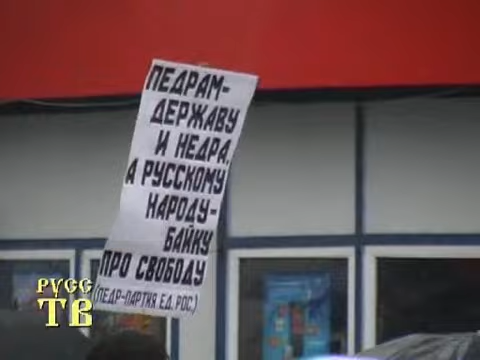 ПЕДРАМ-
ДЕРЖАВУ
И НЕДРА,
А РУССКОМУ
НАРОДУ-
БАЙКУ
ПРО СВОБОДУ
(ПЕДР-ПАРТИЯ ЕД. РОС.)
РУСС
ТВ